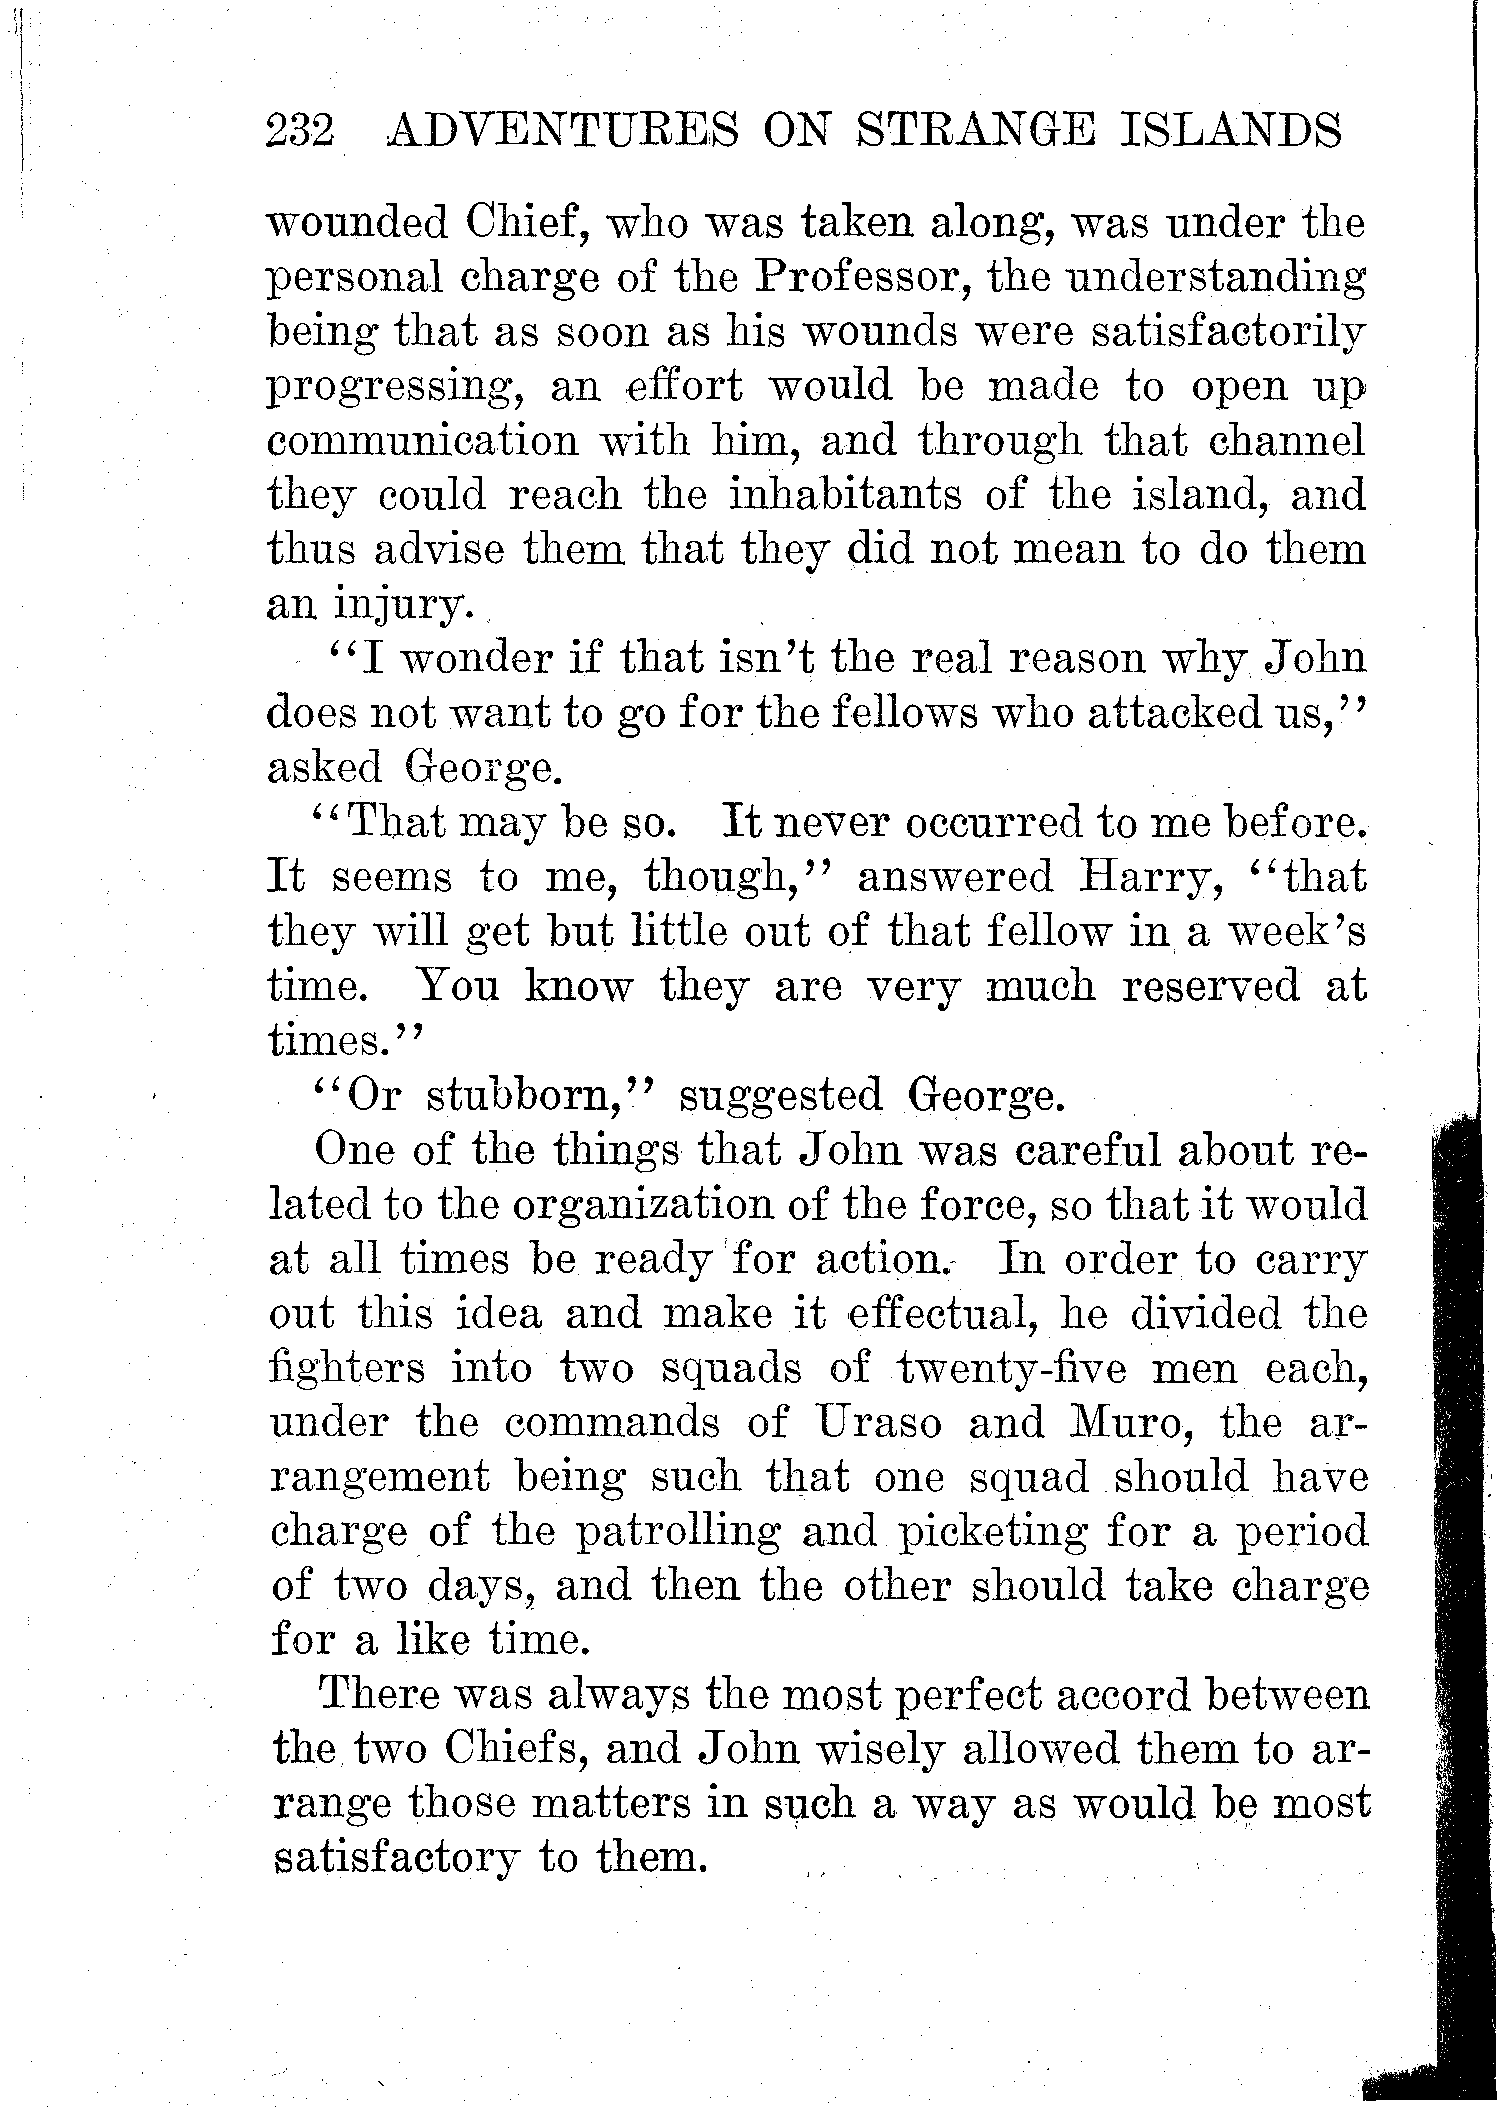 232 ADVENTURES ON STRANGE ISLANDS
wounded Chief, who was taken along, was under the
personal charge of the Professor, the understanding
being that as soon as his wounds were satisfactorily
progressing, an effort would be made to open up
communication with him, and through that channel
they could reach the inhabitants of the island, and
thus advise them that they did not mean to do them
an injury.
"I wonder if that isn't the real reason why John
does not want to go for the fellows who attacked us,"
asked George.
"That may be so. It never occurred to me before.
It seems to me, though," answered Harry, "that
they will get but little out of that fellow in a week's
time. You know they are very much reserved at
times."
"Or stubborn," suggested George.
One of the things that John was careful about re-
lated to the organization of the force, so that it would
at all times be ready for action. In order to carry
out this idea and make it effectual, he divided the
fighters into two squads of twenty-five men each,
under the commands of Uraso and Muro, the ar-
rangement being such that one squad should have
charge of the patrolling and picketing for a period
of two days, and then the other should take charge
for a like time.
There was always the most perfect accord between
the two Chiefs, and John wisely allowed them to ar-
range those matters in such a way as would be most
satisfactory to them.